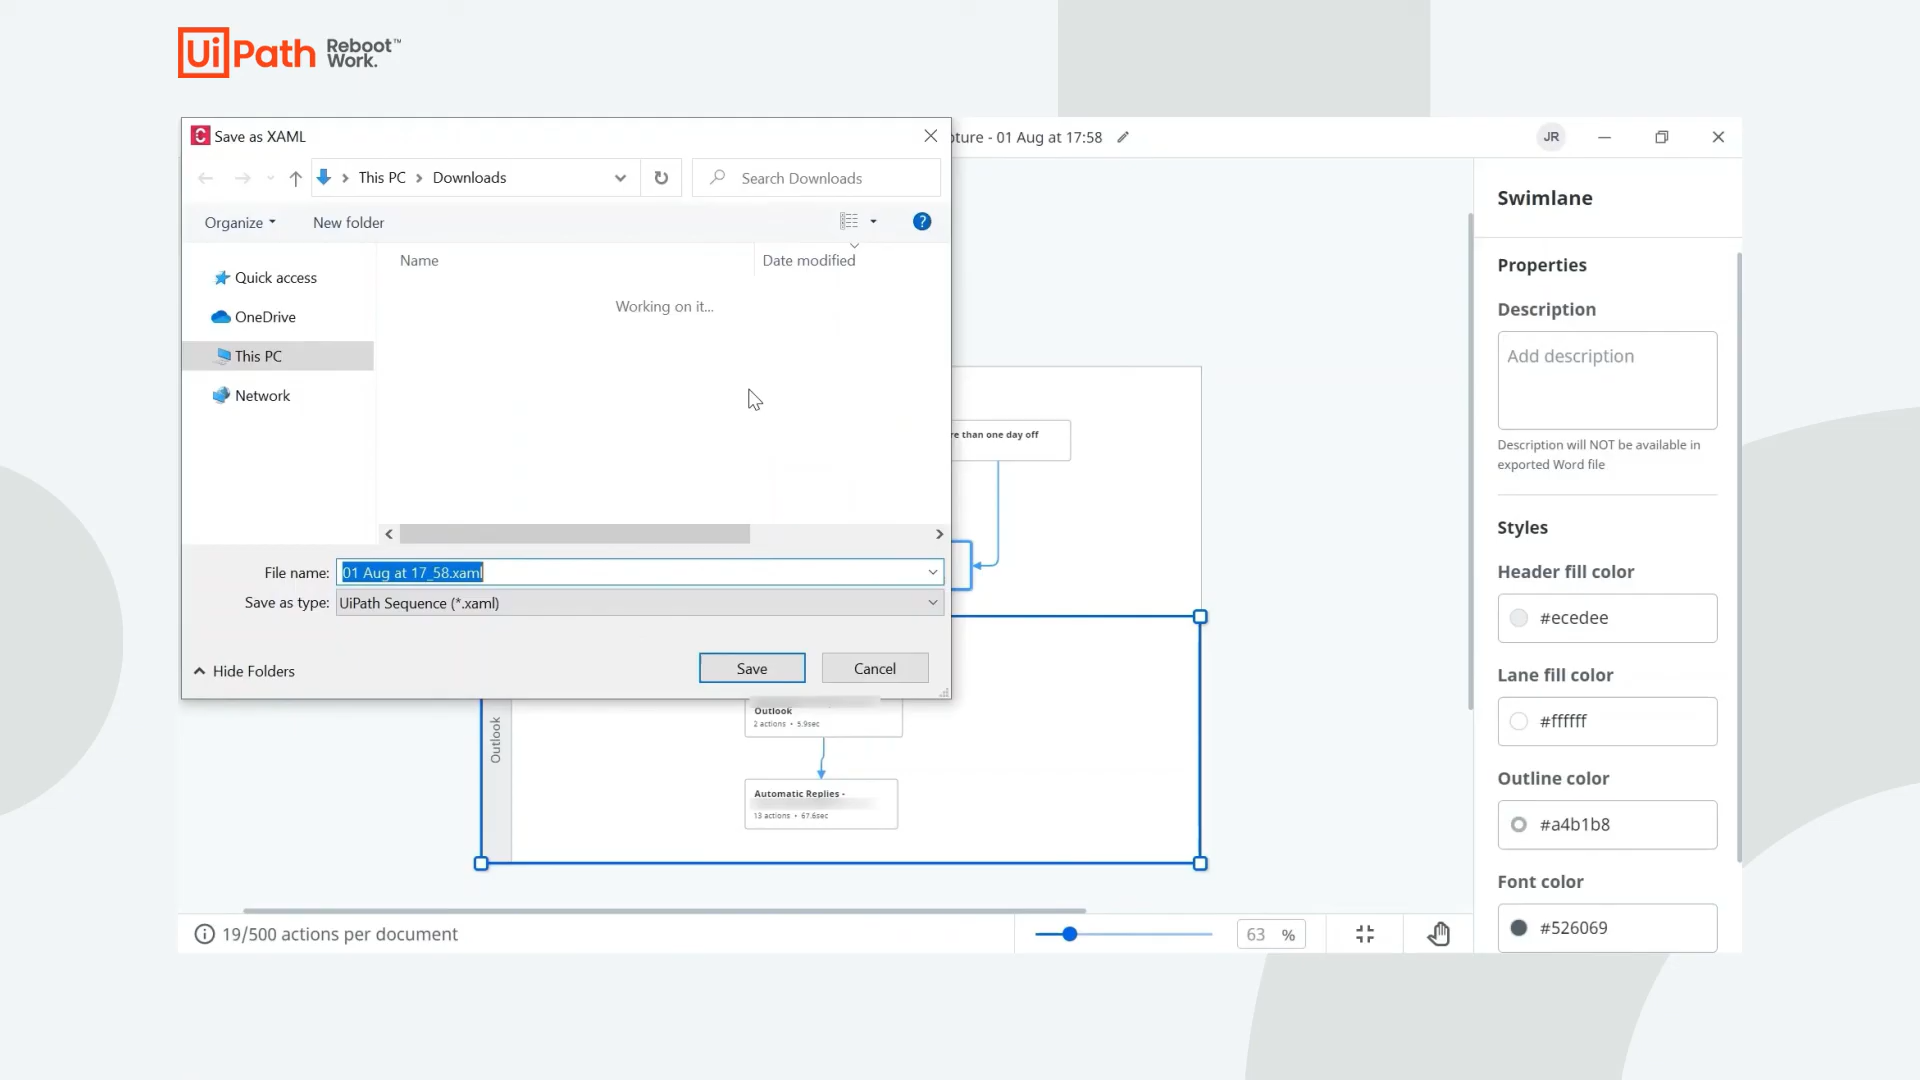 UiPath Reboot™
Work.
Save as XAML
This PC > Downloads
Search Downloads
Organize
New folder
Name
Date modified
Working on it...
Quick access
OneDrive
This PC
Network
File name: 01 Aug at 17_58.xaml
Save as type: UiPath Sequence (*.xaml)
Hide Folders
Save
Cancel
- 01 Aug at 17:58
JR
than one day off
Outlook
Outlook
2 actions • 5.9sec
Automatic Replies -
13 actions • 67.6sec
19/500 actions per document
63 %
Swimlane
Properties
Description
Add description
Description will NOT be available in
exported Word file
Styles
Header fill color
#ecedee
Lane fill color
#ffffff
Outline color
#a4b1b8
Font color
#526069